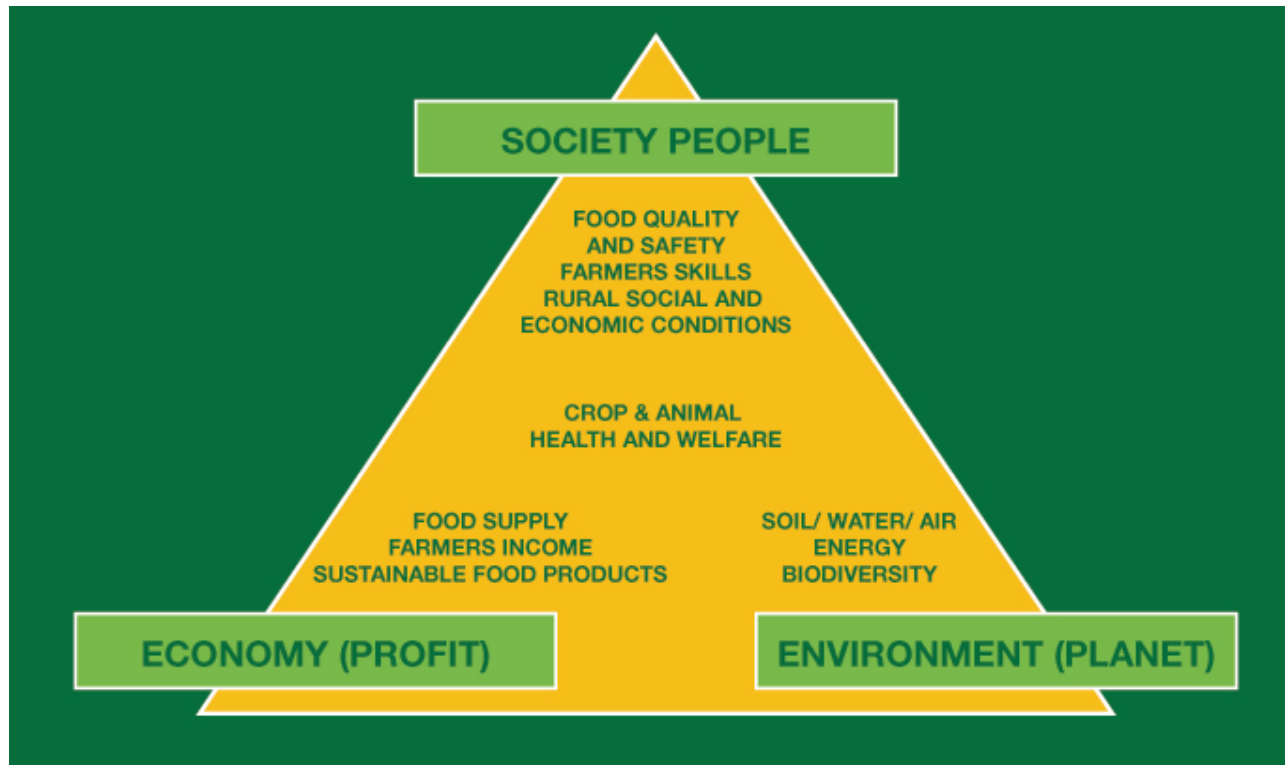 SOCIETY PEOPLE
FOOD QUALITY
AND SAFETY
FARMERS SKILLS
RURAL SOCIAL AND
ECONOMIC CONDITIONS
CROP & ANIMAL
HEALTH AND WELFARE
FOOD SUPPLY
FARMERS INCOME
SUSTAINABLE FOOD PRODUCTS
SOIL/ WATER/ AIR
ENERGY
BIODIVERSITY
ECONOMY (PROFIT)
ENVIRONMENT (PLANET)